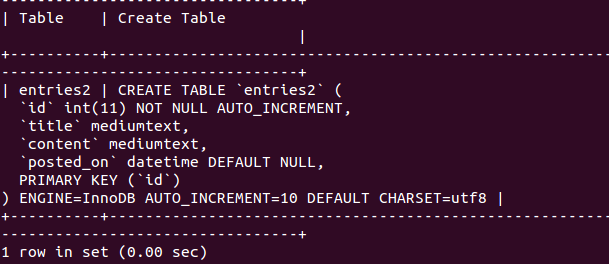 --------------------------------+
| Table    | Create Table
                                |
+----------+-------------------------------------------------------------
--------------------------------+
| entries2 | CREATE TABLE `entries2` (
  `id` int(11) NOT NULL AUTO_INCREMENT,
  `title` mediumtext,
  `content` mediumtext,
  `posted_on` datetime DEFAULT NULL,
  PRIMARY KEY (`id`)
) ENGINE=InnoDB AUTO_INCREMENT=10 DEFAULT CHARSET=utf8 |
+----------+-------------------------------------------------------------
--------------------------------+
1 row in set (0.00 sec)